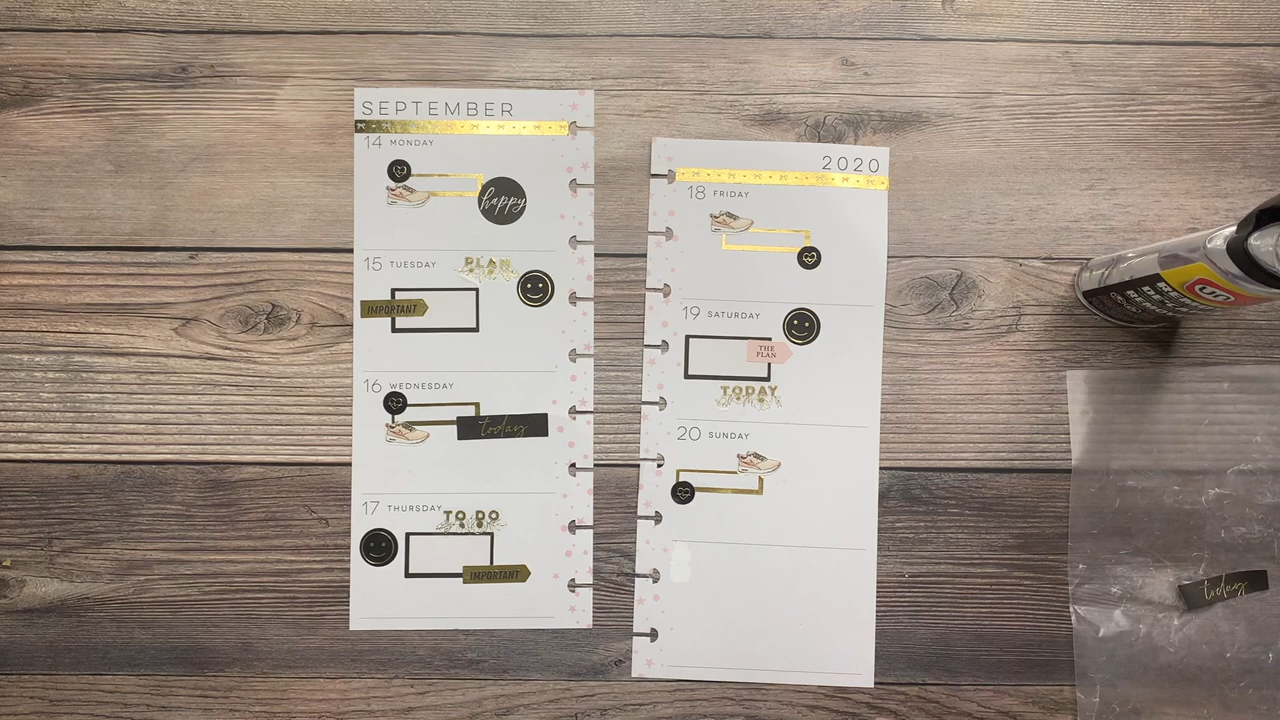 SEPTEMBER
14 MONDAY
happy
15 TUESDAY
PLAN
IMPORTANT
16 WEDNESDAY
today
17 THURSDAY
TO DO
IMPORTANT
2020
18 FRIDAY
19 SATURDAY
THE
PLAN
TODAY
20 SUNDAY
un
today